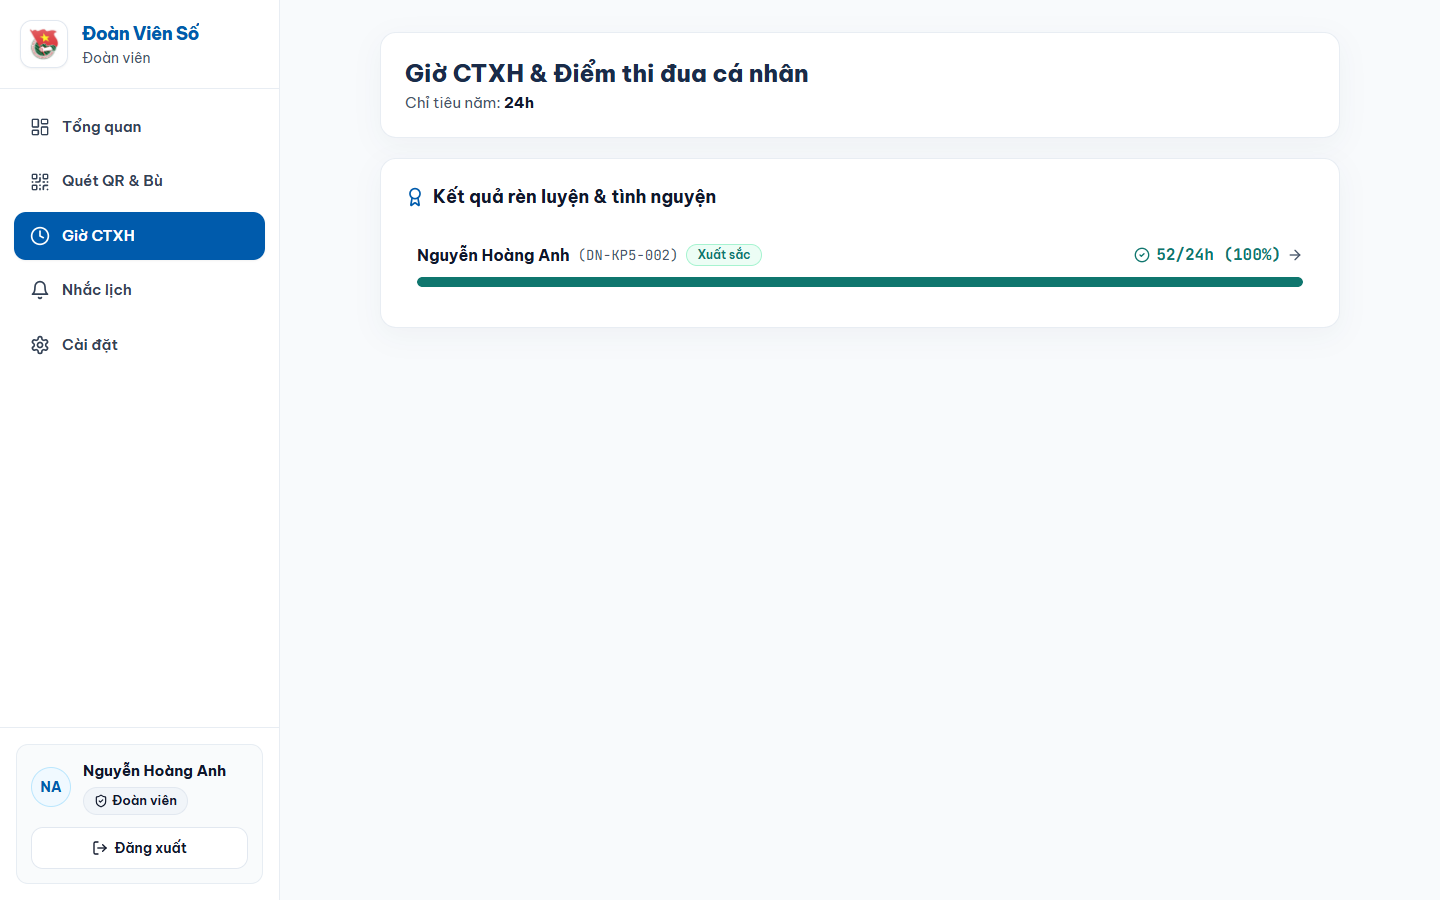 Đoàn Viên Số
Đoàn viên
Tổng quan
Quét QR & Bù
Giờ CTXH
Nhắc lịch
Cài đặt
Nguyễn Hoàng Anh
NA
Đoàn viên
Đăng xuất
Giờ CTXH & Điểm thi đua cá nhân
Chỉ tiêu năm: 24h
Kết quả rèn luyện & tình nguyện
Nguyễn Hoàng Anh (DN-KP5-002) Xuất sắc 52/24h (100%)